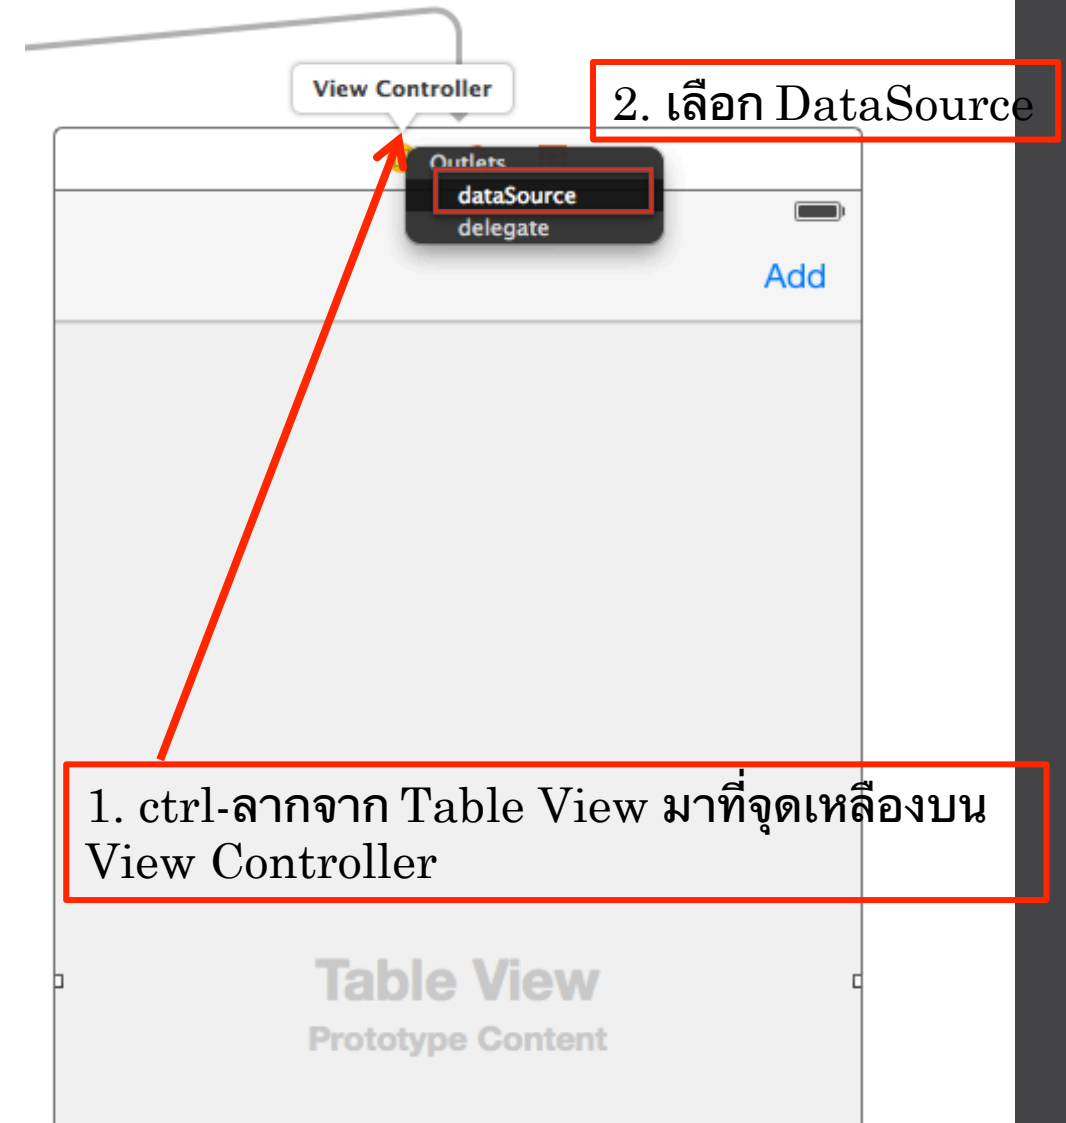 View Controller
2. เลือก DataSource
Outlets
dataSource
delegate
Add
1. ctrl-ลากจาก Table View มาที่จุดเหลืองบน
View Controller
Table View
Prototype Content